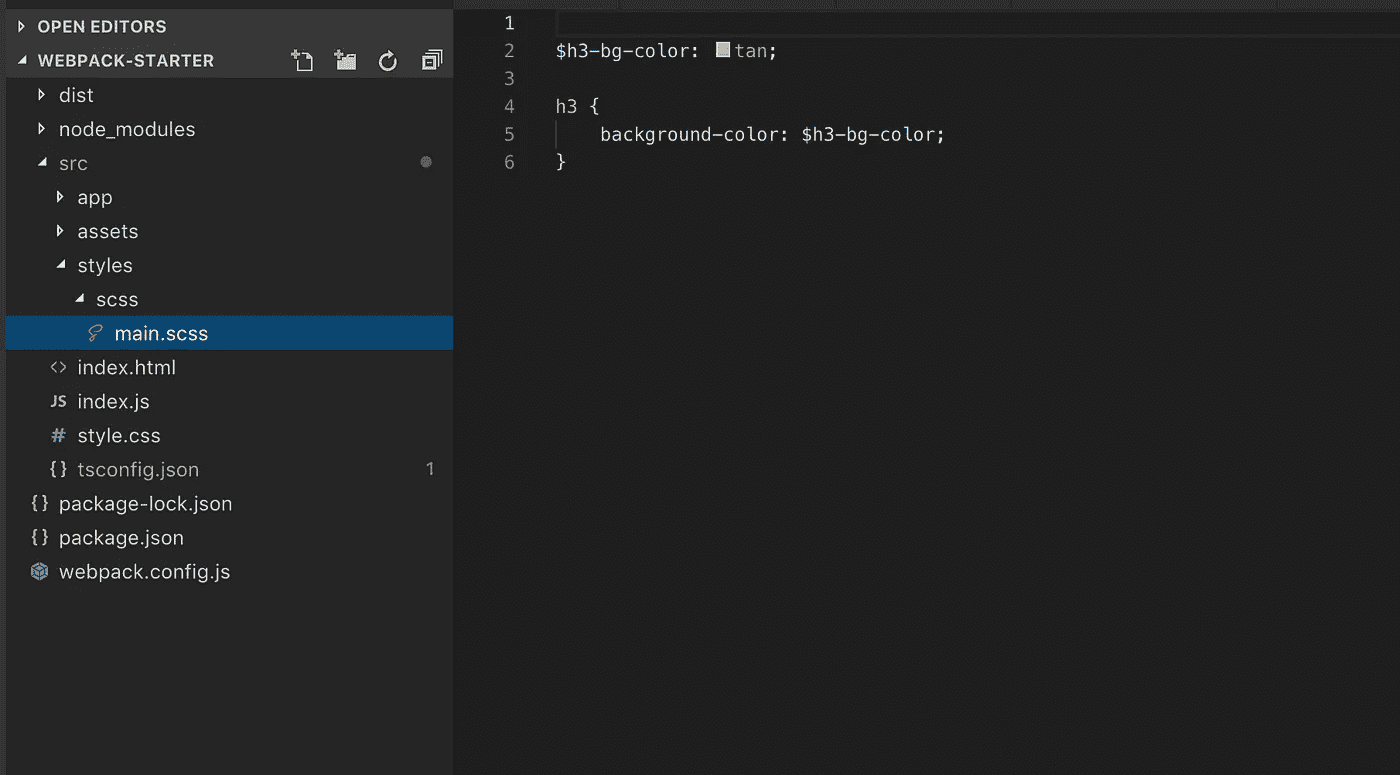 OPEN EDITORS
WEBPACK-STARTER
dist
node_modules
src
app
assets
styles
scss
main.scss
<> index.html
JS index.js
# style.css
{} tsconfig.json 1
{} package-lock.json
{} package.json
webpack.config.js
1
2 $h3-bg-color: tan;
3
4 h3 {
5 background-color: $h3-bg-color;
6 }